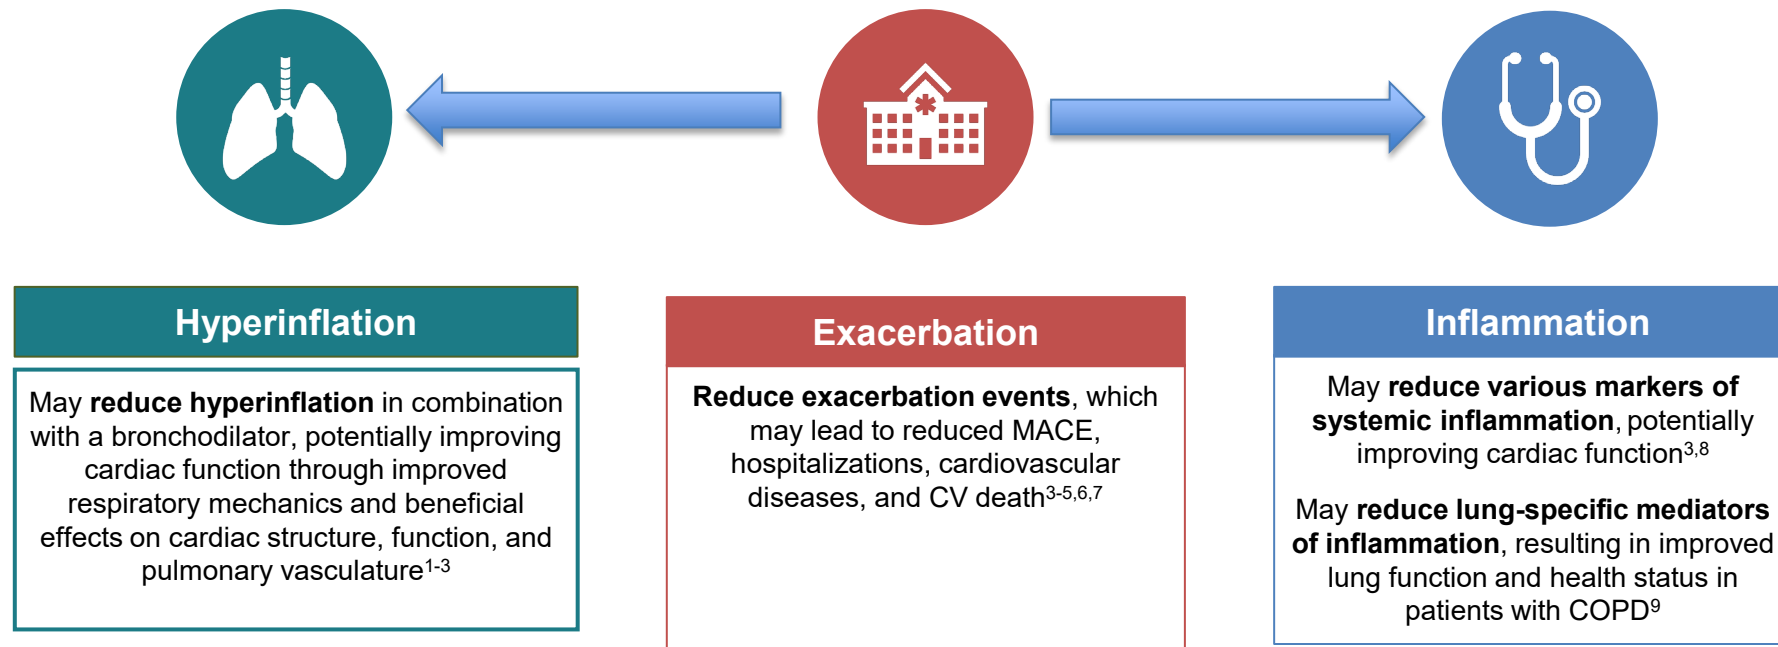 Hyperinflation
May reduce hyperinflation in combination
with a bronchodilator, potentially improving
cardiac function through improved
respiratory mechanics and beneficial
effects on cardiac structure, function, and
pulmonary vasculature1-3
Exacerbation
Reduce exacerbation events, which
may lead to reduced MACE,
hospitalizations, cardiovascular
diseases, and CV death3-5,6,7
Inflammation
May reduce various markers of
systemic inflammation, potentially
improving cardiac function3,8
May reduce lung-specific mediators
of inflammation, resulting in improved
lung function and health status in
patients with COPD9